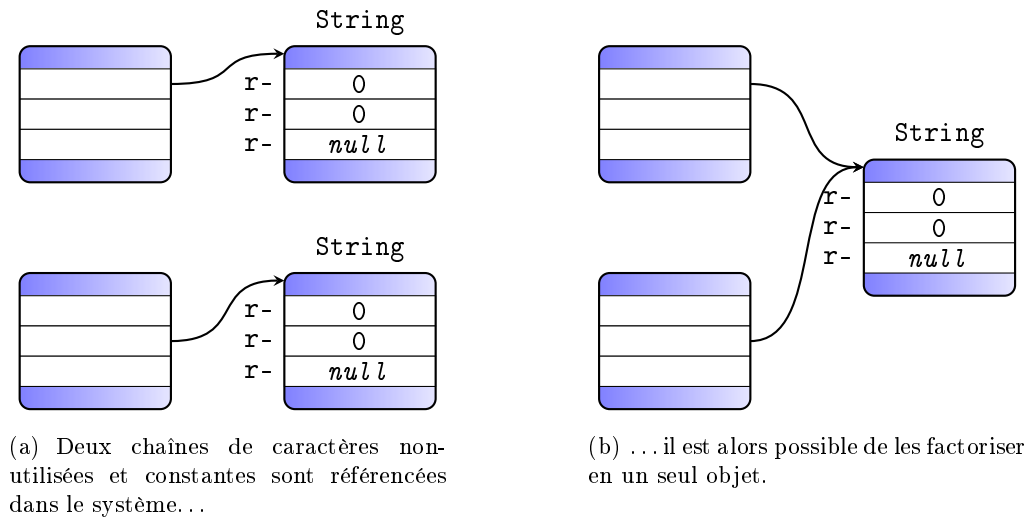 String
r- 0
r- 0
r- null
String
r- 0
r- 0
r- null
(a) Deux chaînes de caractères non-
utilisées et constantes sont référencées
dans le système...
String
r- 0
r- 0
r- null
(b) ...il est alors possible de les factoriser
en un seul objet.